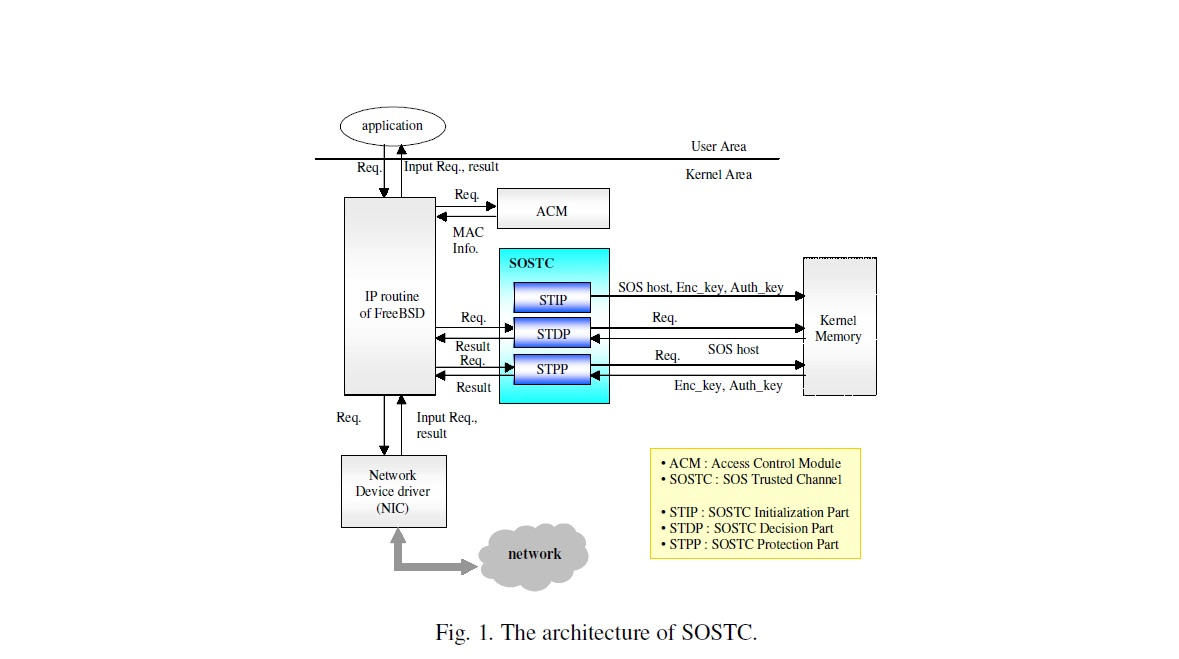 application
User Area
Req.
Input Req., result
Kernel Area
Req.
ACM
MAC
Info.
SOSTC
STIP
SOS host, Enc_key, Auth_key
IP routine
of FreeBSD
Req.
STDP
Req.
Kernel
Memory
Result
SOS host
Req.
STPP
Req.
Result
Enc_key, Auth_key
Req.
Input Req.,
result
Network
Device driver
(NIC)
network
• ACM : Access Control Module
• SOSTC : SOS Trusted Channel
• STIP : SOSTC Initialization Part
• STDP : SOSTC Decision Part
• STPP : SOSTC Protection Part
Fig. 1. The architecture of SOSTC.